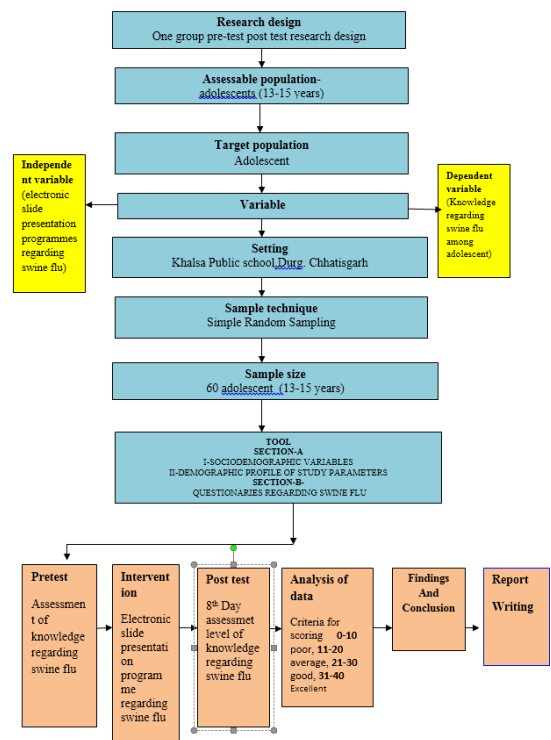 Research design
One group pre-test post test research design
Assessable population-
adolescents (13-15 years)
Target population
Adolescent
Independe
nt variable
(electronic
slide
presentation
programmes
regarding
swine flu)
Variable
Dependent
variable
(Knowledge
regarding
swine flu
among
adolescent)
Setting
Khalsa Public school,Durg. Chhatisgarh
Sample technique
Simple Random Sampling
Sample size
60 adolescent (13-15 years)
TOOL
SECTION-A
I-SOCIODEMOGRAPHIC VARIABLES
II-DEMOGRAPHIC PROFILE OF STUDY PARAMETERS
SECTION-B-
QUESTIONARIES REGARDING SWINE FLU
Pretest
Assessmen
t of
knowledge
regarding
swine flu
Intervent
ion
Electronic
slide
presentati
on
program
me
regarding
swine flu
Post test
8th Day
assessmet
level of
knowledge
regarding
swine flu
Analysis of
data
Criteria for
scoring 0-10
poor, 11-20
average, 21-30
good, 31-40
Excellent
Findings
And
Conclusion
Report
Writing